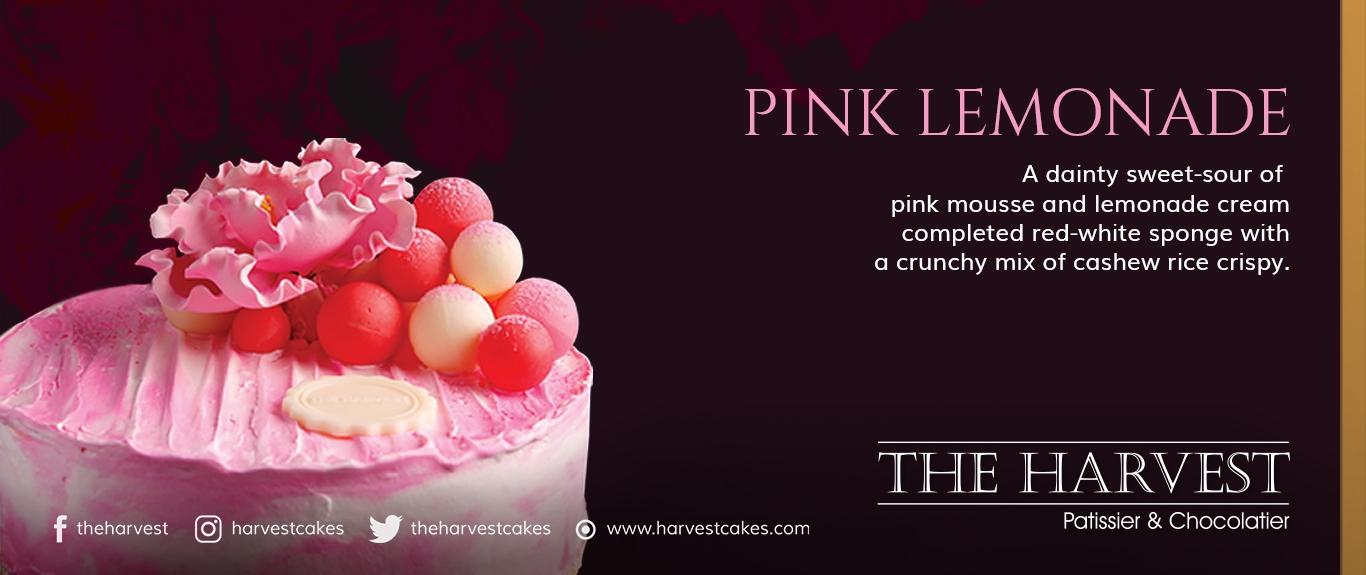 PINK LEMONADE
A dainty sweet-sour of
pink mousse and lemonade cream
completed red-white sponge with
a crunchy mix of cashew rice crispy.
THE HARVEST
Patissier & Chocolatier
theharvest harvestcakes theharvestcakes www.harvestcakes.com